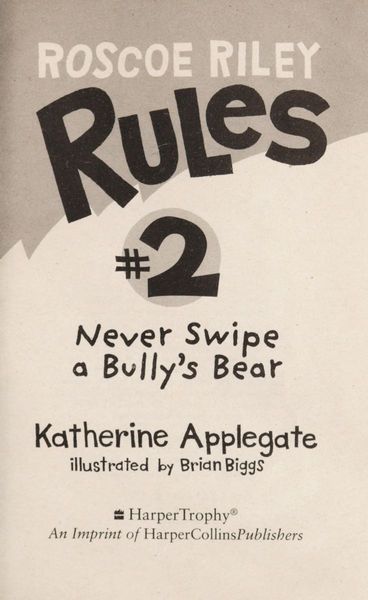 ROSCOE RILEY
RULES
#2
Never Swipe
a Bully's Bear
Katherine Applegate
illustrated by Brian Biggs
HarperTrophy®
An Imprint of HarperCollinsPublishers